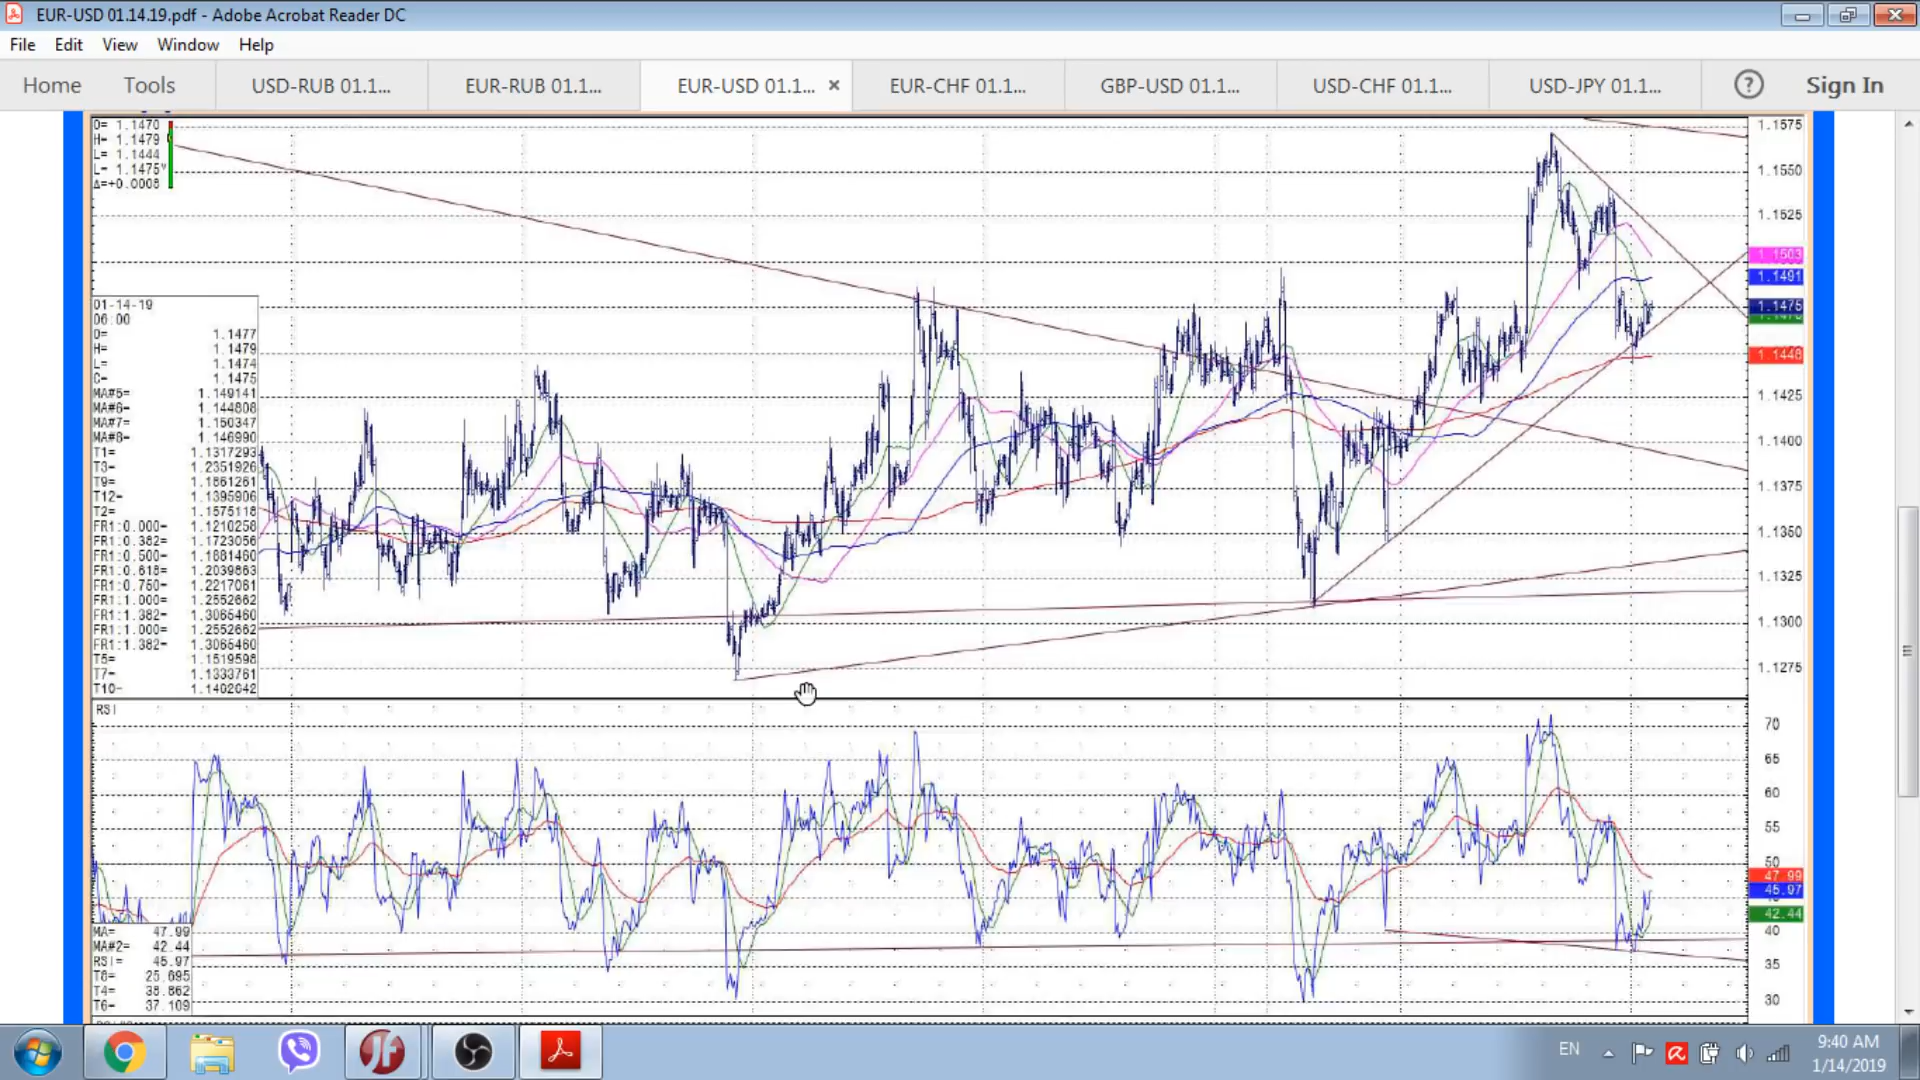 EUR-USD 01.14.19.pdf - Adobe Acrobat Reader DC
File Edit View Window Help
Home Tools USD-RUB 01.1... EUR-RUB 01.1... EUR-USD 01.1... × EUR-CHF 01.1... GBP-USD 01.1... USD-CHF 01.1... USD-JPY 01.1... ? Sign In
O= 1.1470
H= 1.1479
L= 1.1444
L= 1.1475
Δ=+0.0008
01-14-19
06:00
O= 1.1477
H= 1.1479
L= 1.1474
C= 1.1475
MA#5= 1.149141
MA#6= 1.144808
MA#7= 1.150347
MA#8= 1.146990
T1= 1.1317293
T3= 1.2351926
T9= 1.1861261
T12= 1.1395906
T2= 1.1575118
FR1:0.000= 1.1210258
FR1:0.382= 1.1723056
FR1:0.500= 1.1881460
FR1:0.618= 1.2039863
FR1:0.750= 1.2217061
FR1:1.000= 1.2552662
FR1:1.382= 1.3065460
FR1:1.000= 1.2552662
FR1:1.382= 1.3065460
T5= 1.1519598
T7= 1.1333761
T10= 1.1402042
1.1575
1.1550
1.1525
1.1503
1.1491
1.1475
1.1448
1.1425
1.1400
1.1375
1.1350
1.1325
1.1300
1.1275
RSI
70
65
60
55
50
47.99
45.97
42.44
40
35
30
MA= 47.99
MA#2= 42.44
RSI= 45.97
T8= 25.695
T4= 38.862
T6= 37.109
EN
9:40 AM
1/14/2019